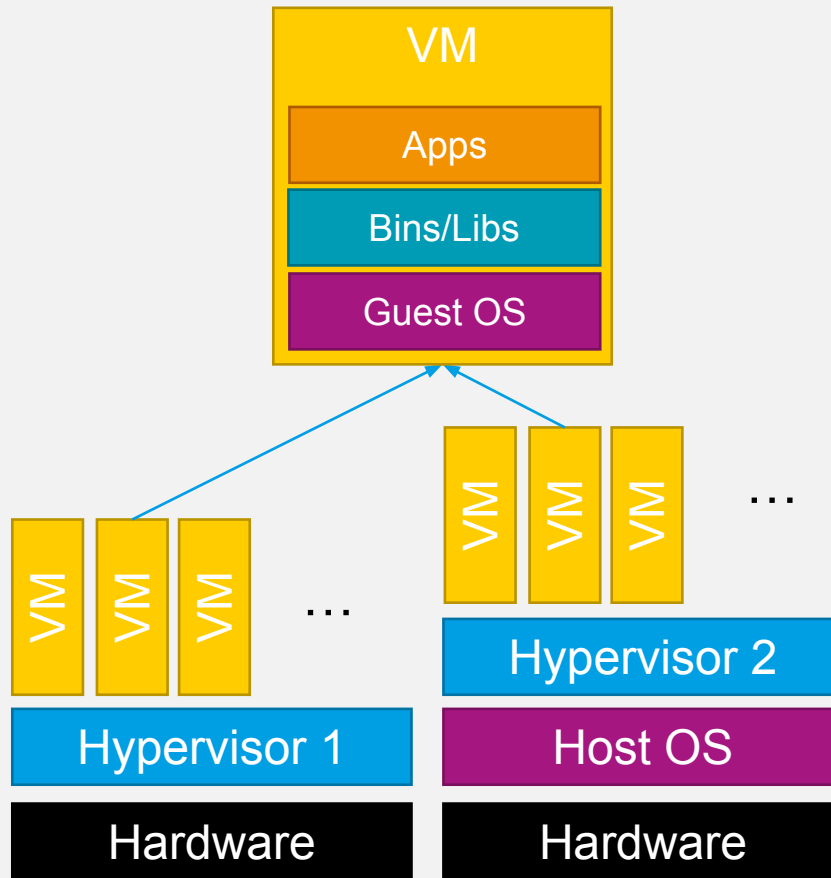 VM
Apps
Bins/Libs
Guest OS
VM
VM
VM
...
VM
VM
VM
...
Hypervisor 2
Hypervisor 1
Host OS
Hardware
Hardware